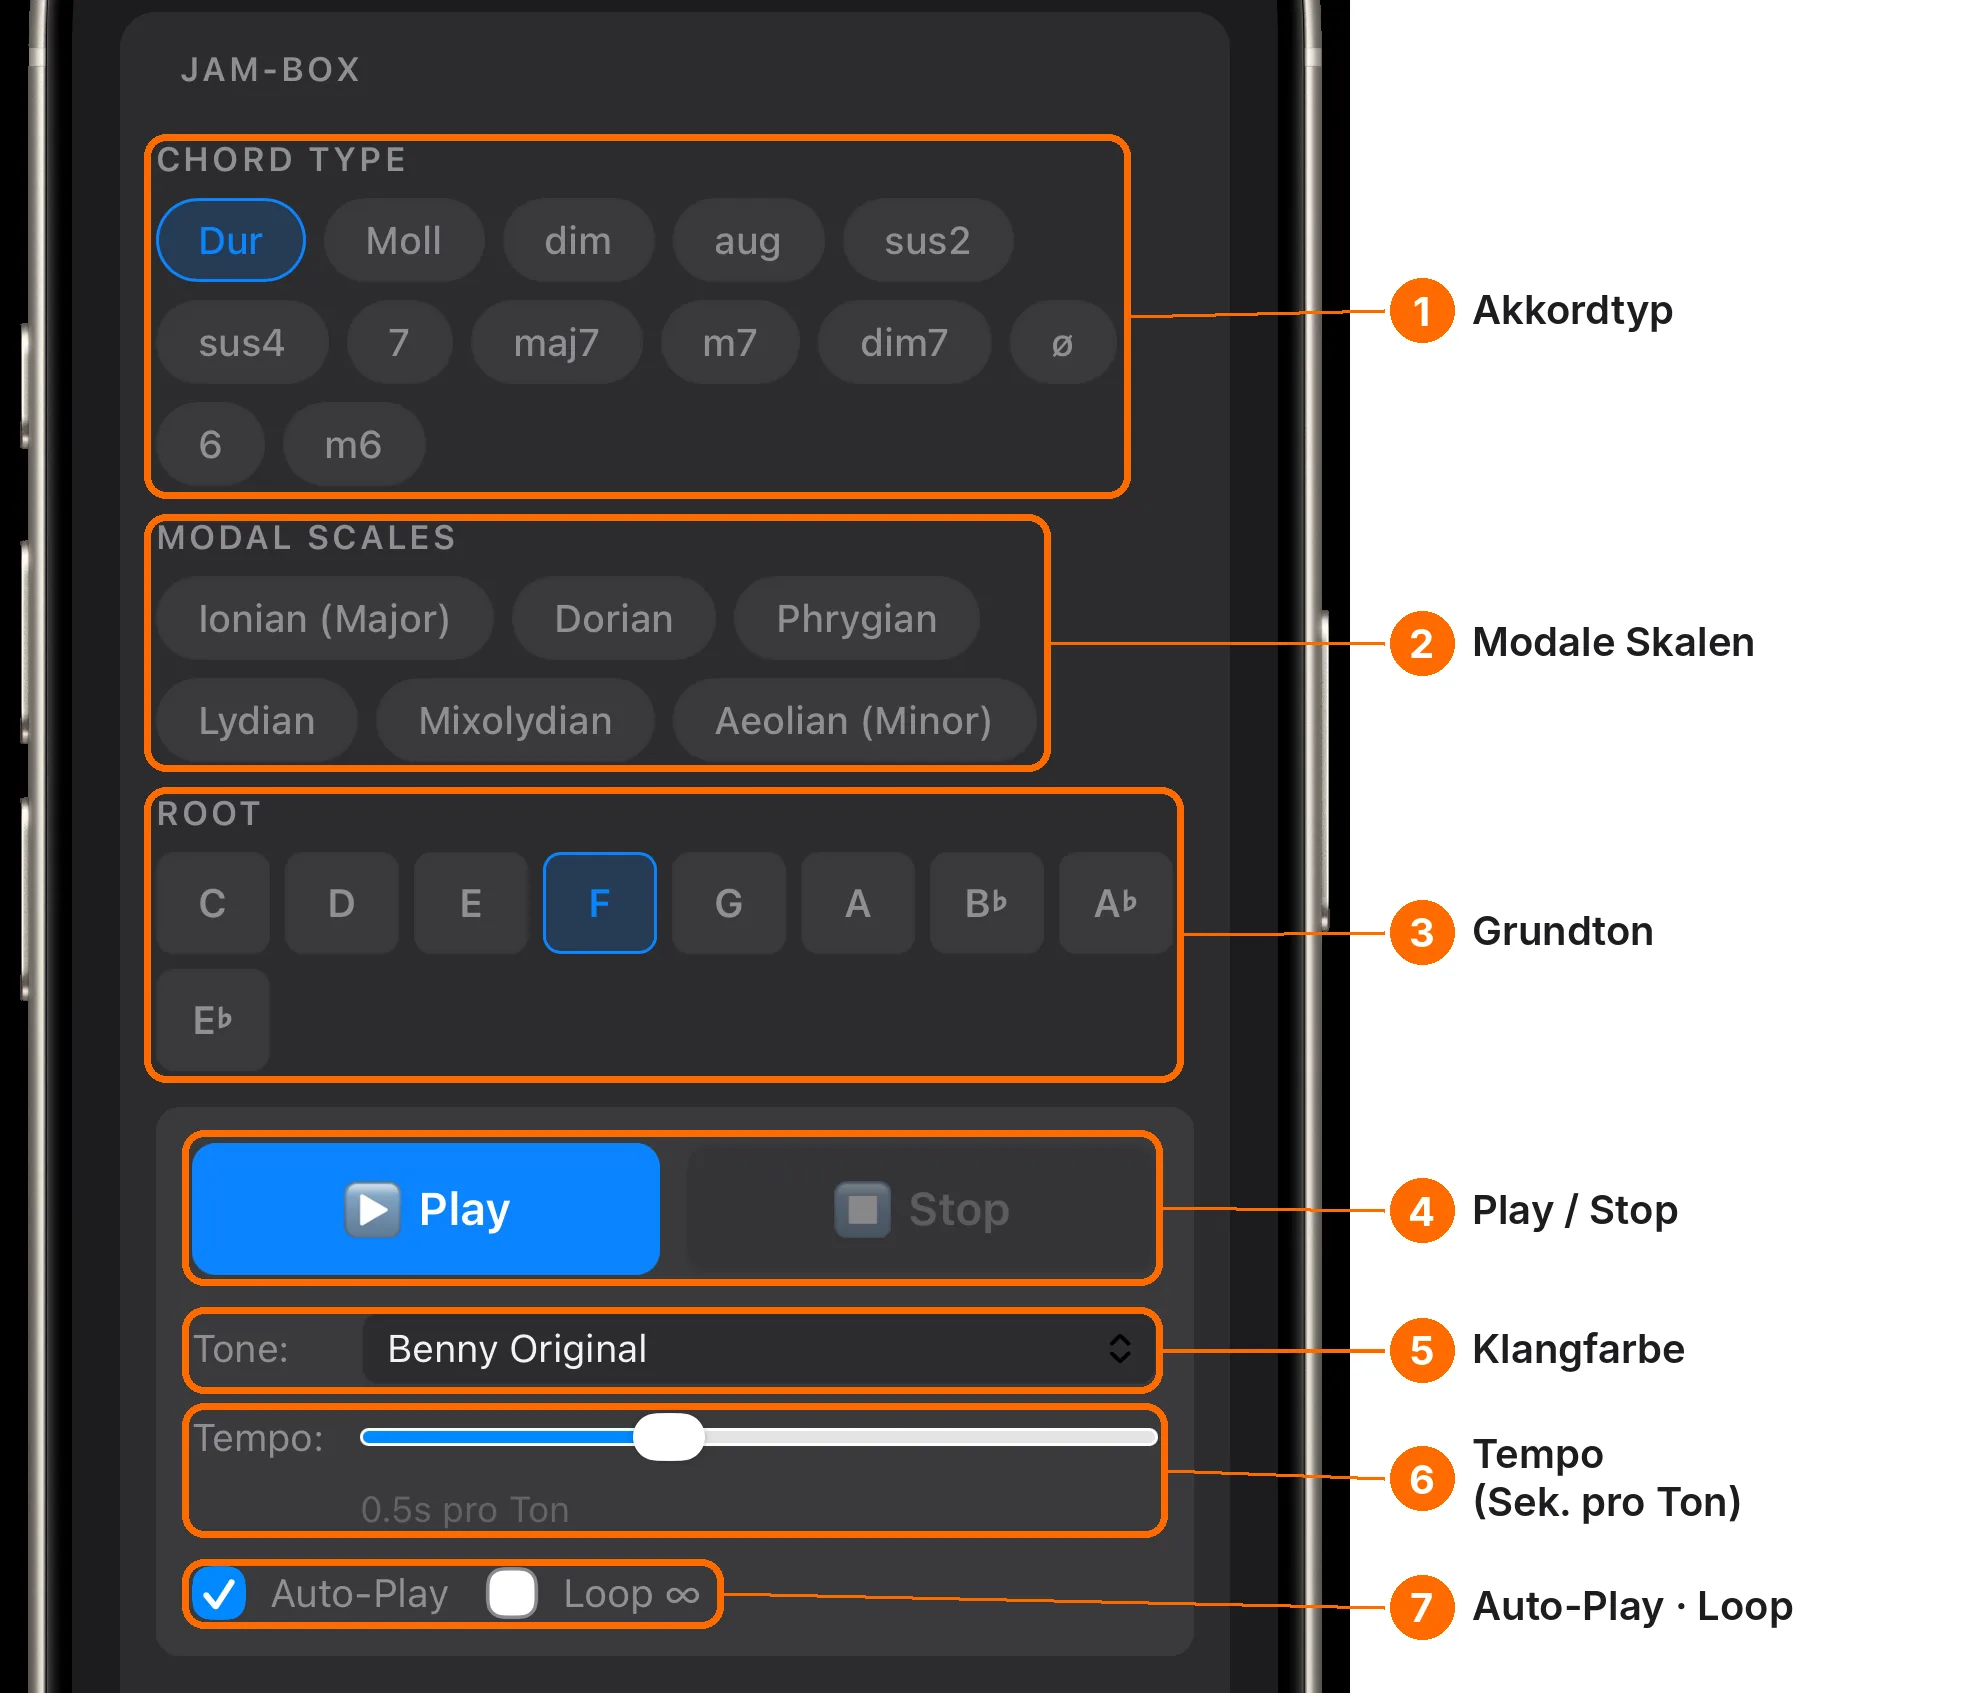 JAM-BOX
CHORD TYPE
Dur Moll dim aug sus2
sus4 7 maj7 m7 dim7 ø
6 m6
1 Akkordtyp
MODAL SCALES
Ionian (Major) Dorian Phrygian
Lydian Mixolydian Aeolian (Minor)
2 Modale Skalen
ROOT
C D E F G A B♭ A♭
E♭
3 Grundton
▶ Play ⏹ Stop
4 Play / Stop
Tone: Benny Original
5 Klangfarbe
Tempo:
0.5s pro Ton
6 Tempo
(Sek. pro Ton)
Auto-Play Loop ∞
7 Auto-Play · Loop